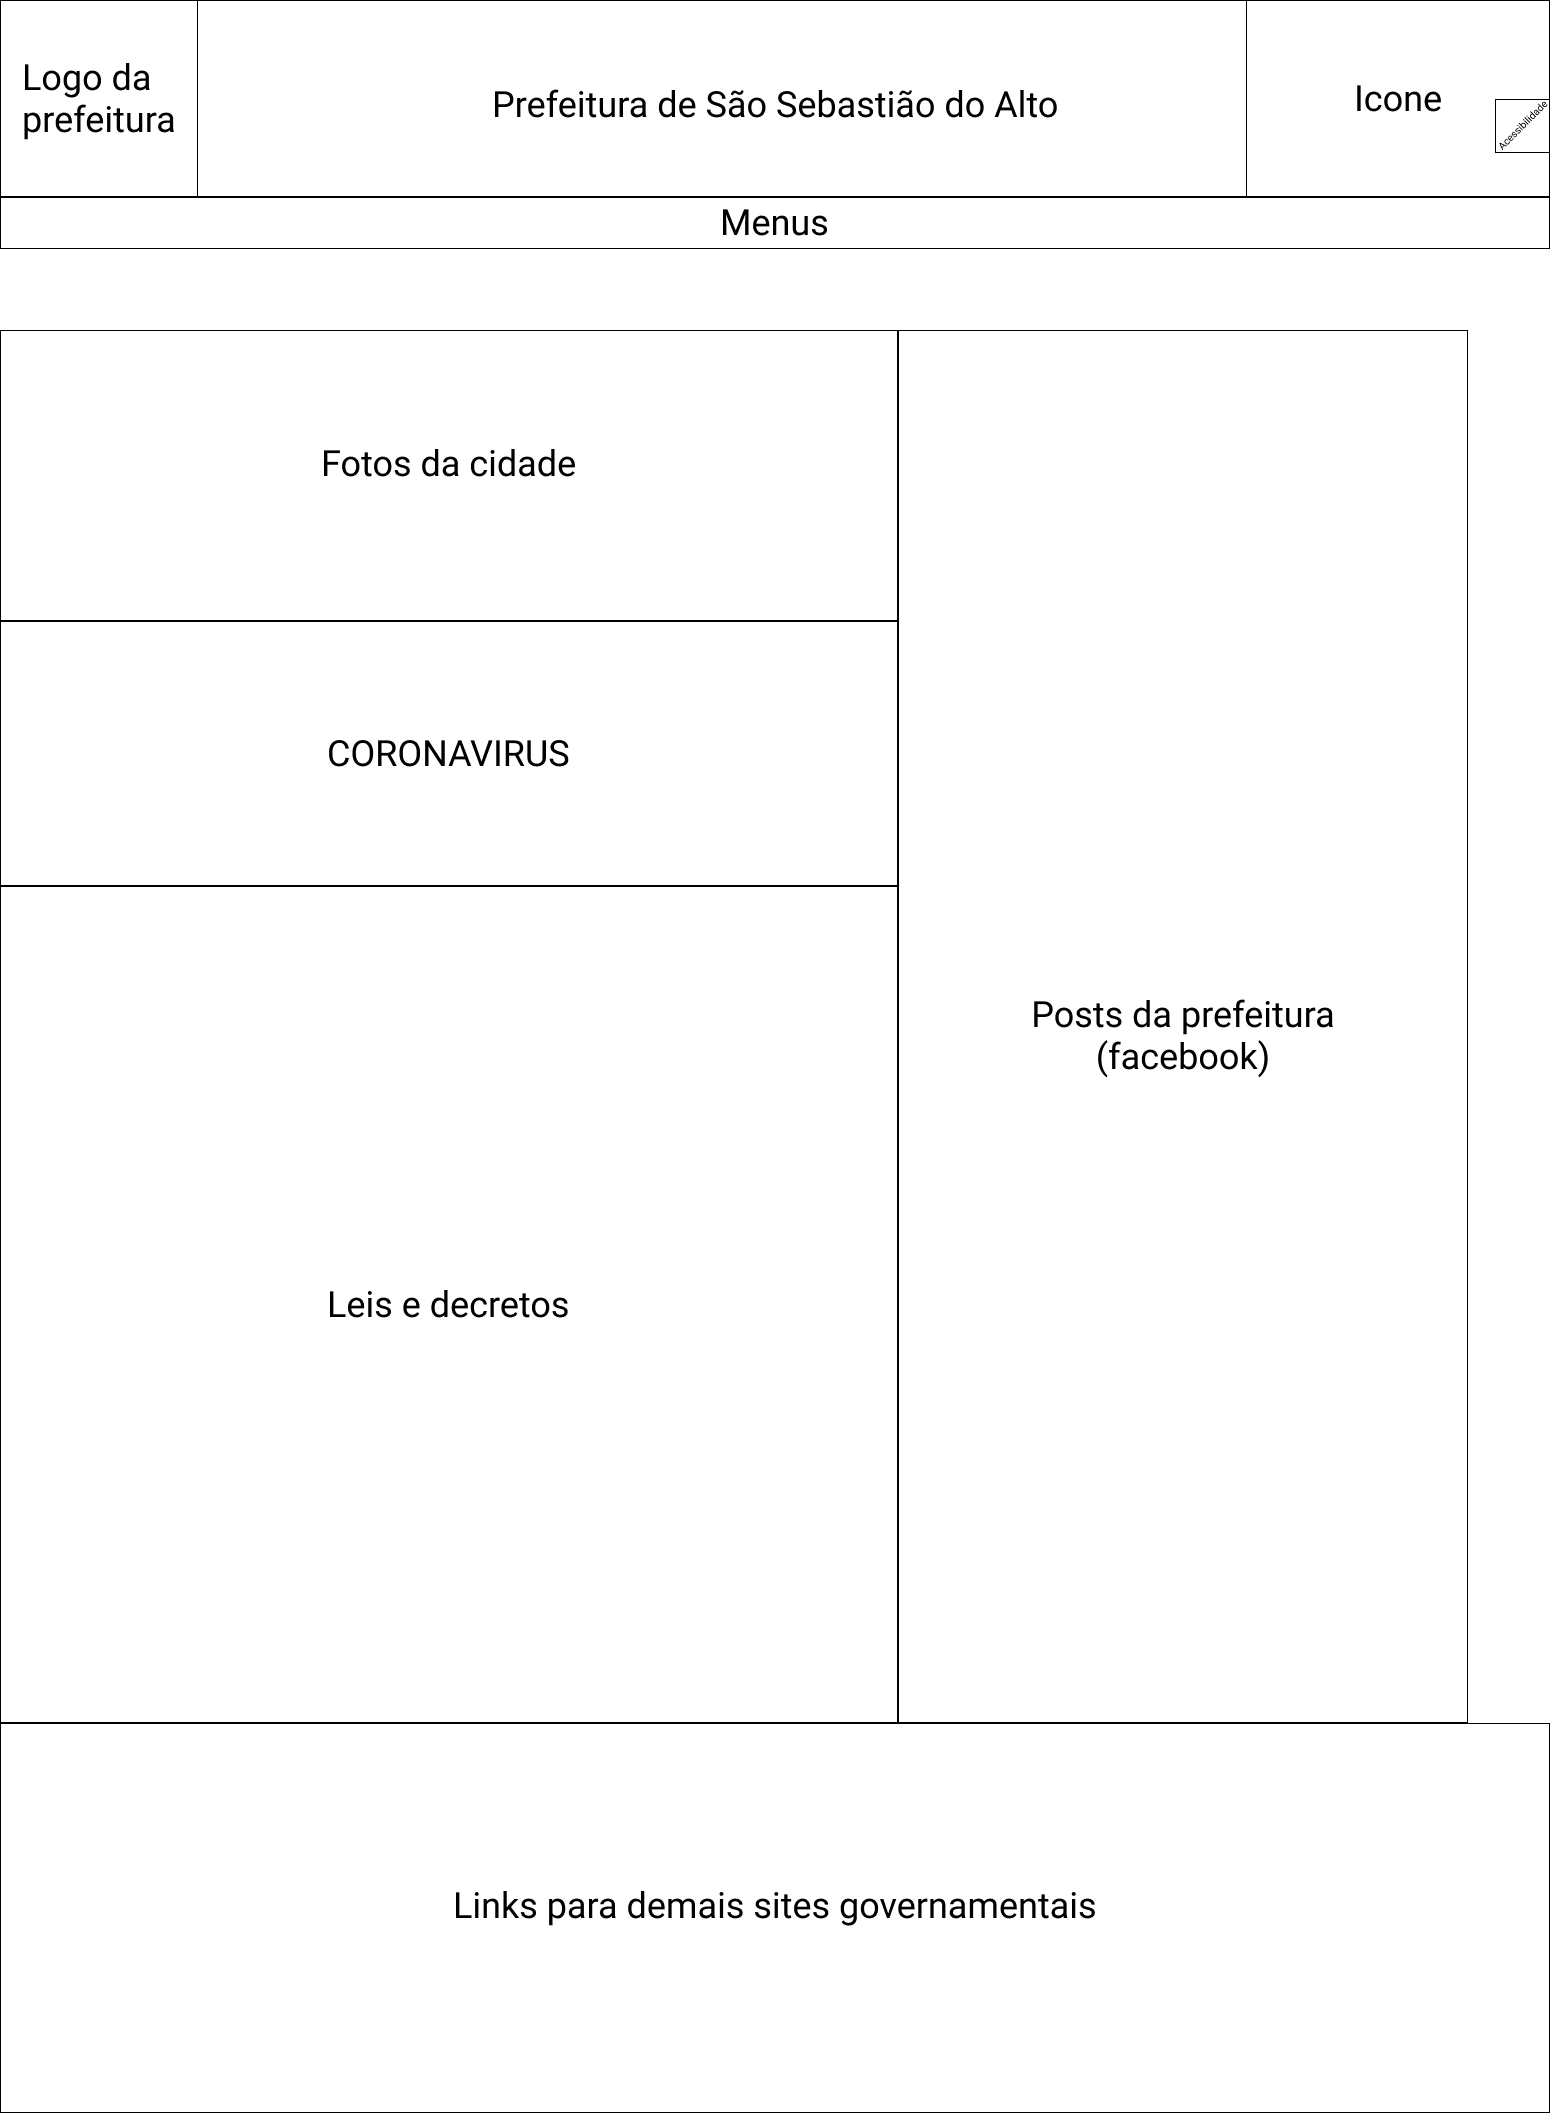 Logo da
prefeitura
Prefeitura de São Sebastião do Alto
Icone
Acessibilidade
Menus
Fotos da cidade
CORONAVIRUS
Posts da prefeitura
(facebook)
Leis e decretos
Links para demais sites governamentais